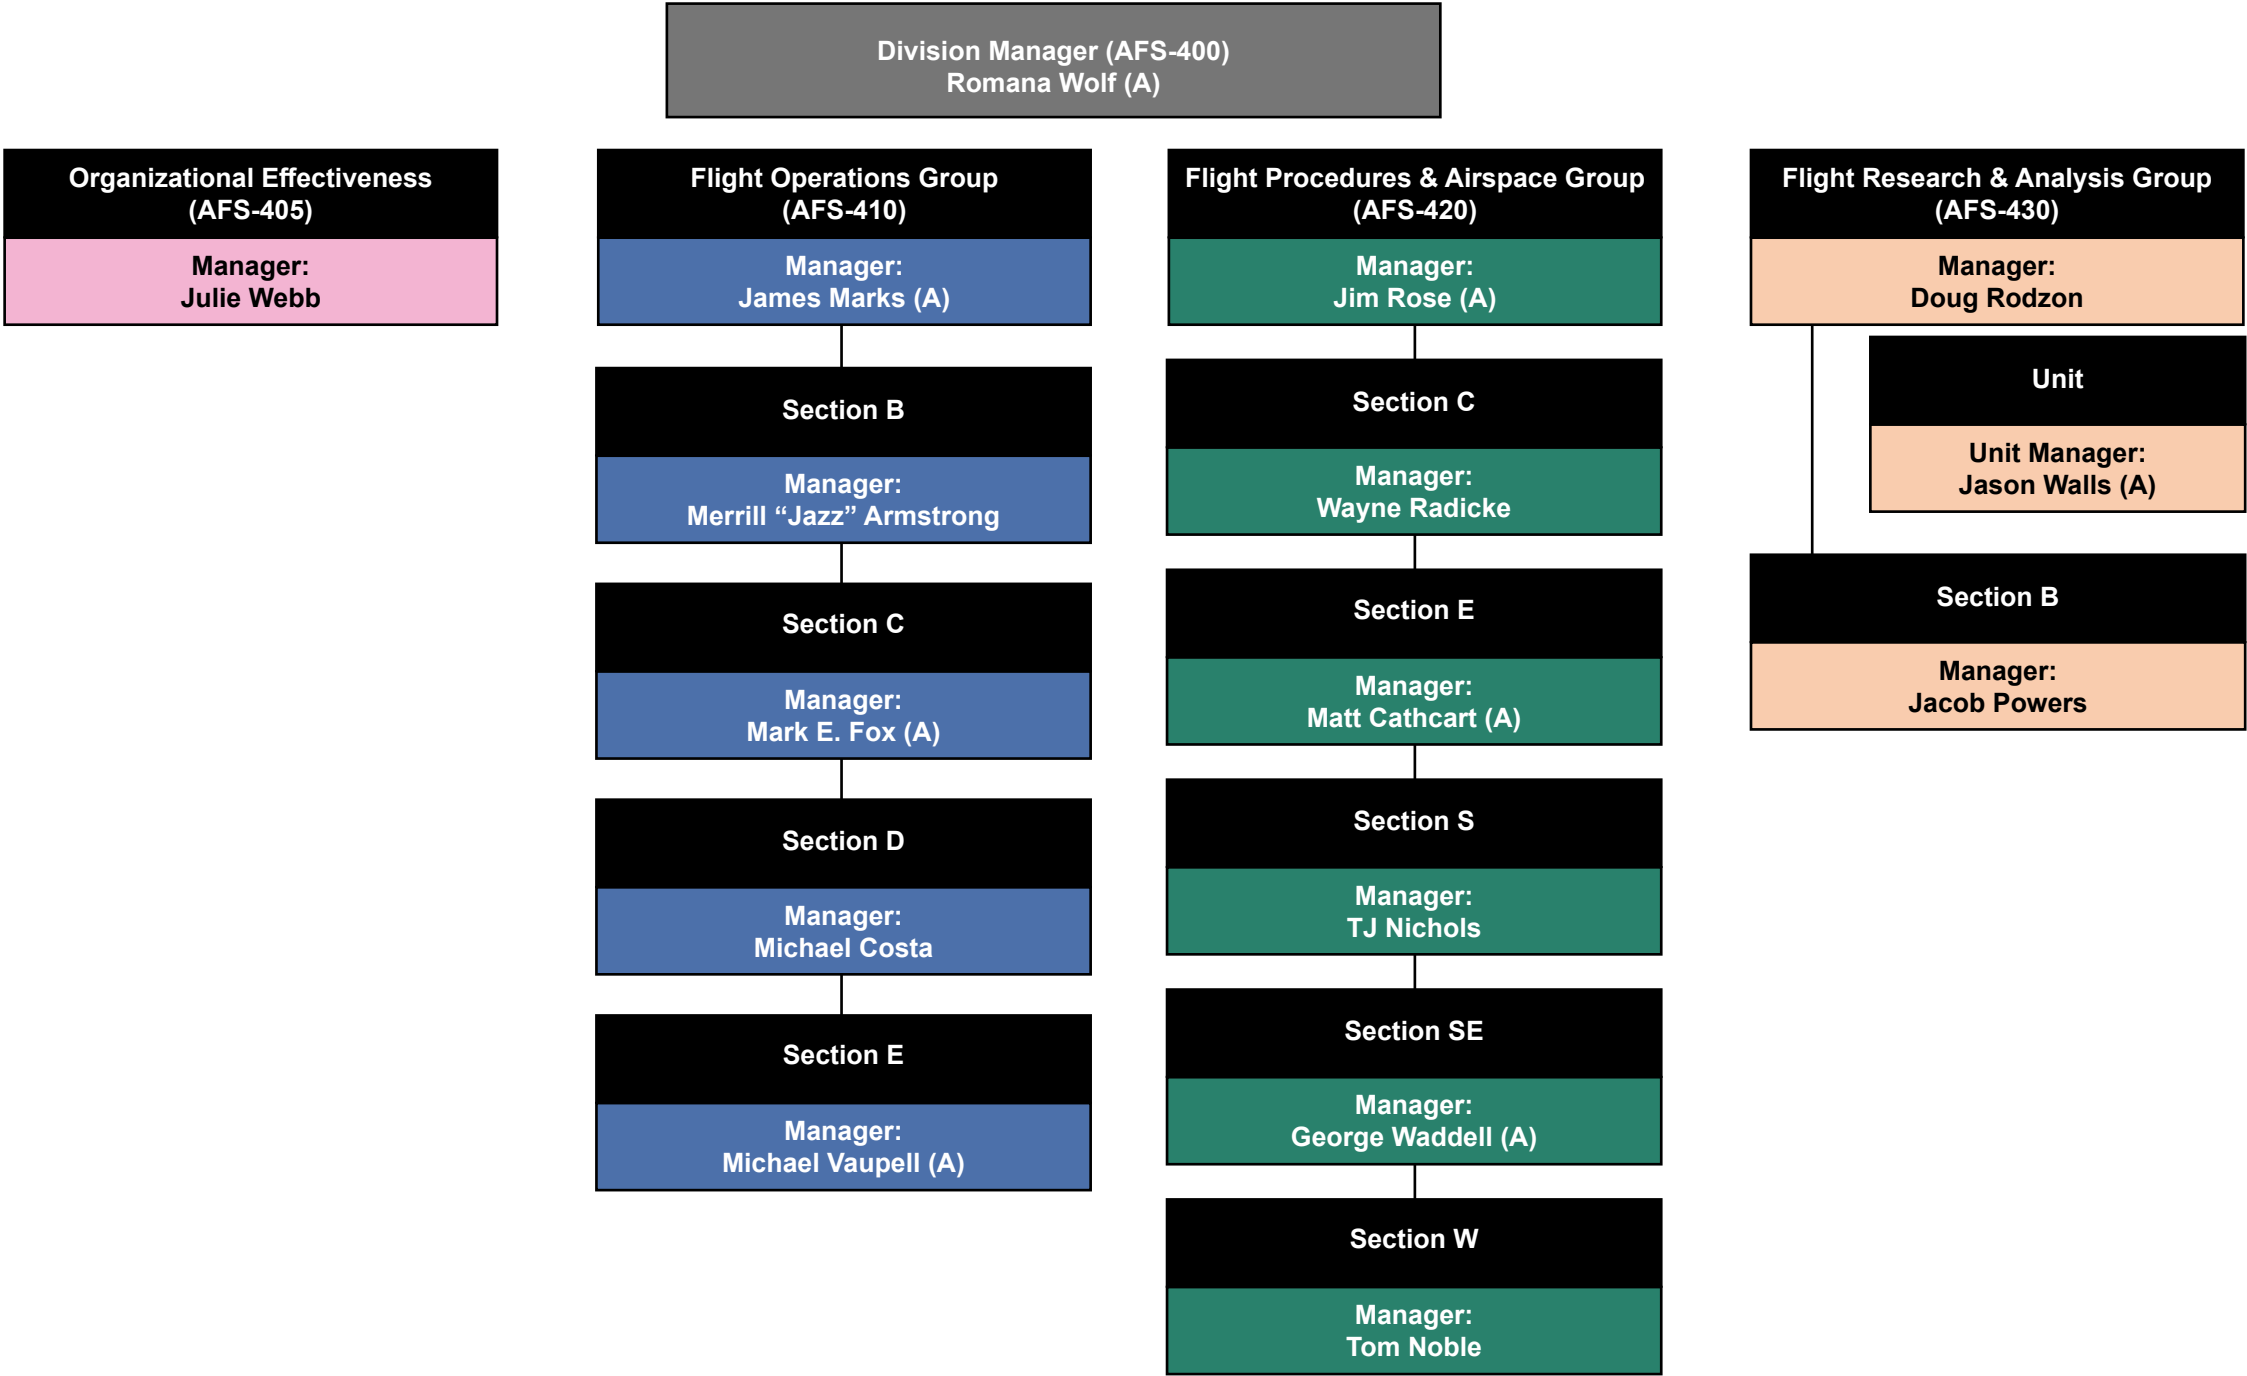 Division Manager (AFS-400)
Romana Wolf (A)
Organizational Effectiveness
(AFS-405)
Manager:
Julie Webb
Flight Operations Group
(AFS-410)
Manager:
James Marks (A)
Section B
Manager:
Merrill “Jazz” Armstrong
Section C
Manager:
Mark E. Fox (A)
Section D
Manager:
Michael Costa
Section E
Manager:
Michael Vaupell (A)
Flight Procedures & Airspace Group
(AFS-420)
Manager:
Jim Rose (A)
Section C
Manager:
Wayne Radicke
Section E
Manager:
Matt Cathcart (A)
Section S
Manager:
TJ Nichols
Section SE
Manager:
George Waddell (A)
Section W
Manager:
Tom Noble
Flight Research & Analysis Group
(AFS-430)
Manager:
Doug Rodzon
Unit
Unit Manager:
Jason Walls (A)
Section B
Manager:
Jacob Powers